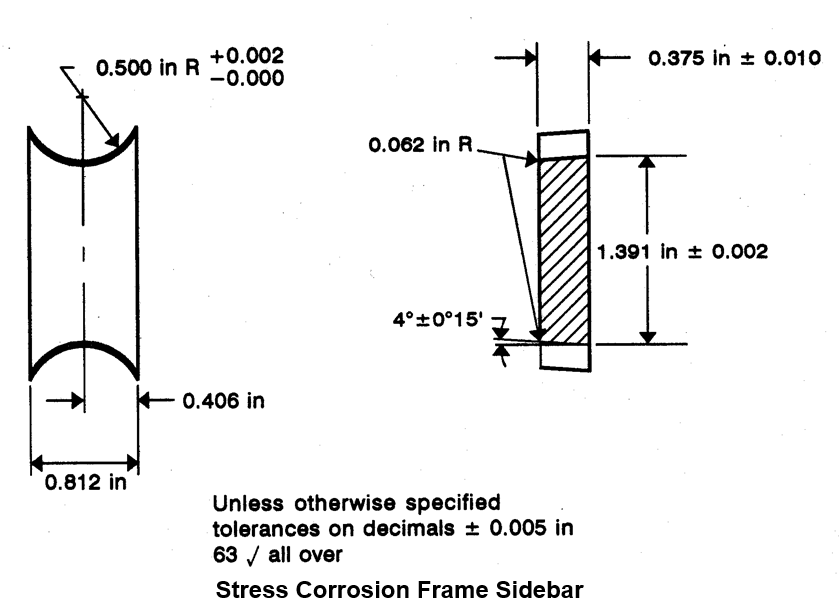 0.500 in R +0.002
-0.000
0.375 in ± 0.010
0.062 in R
1.391 in ± 0.002
4°±0°15'
0.406 in
0.812 in
Unless otherwise specified
tolerances on decimals ± 0.005 in
63 √ all over
Stress Corrosion Frame Sidebar